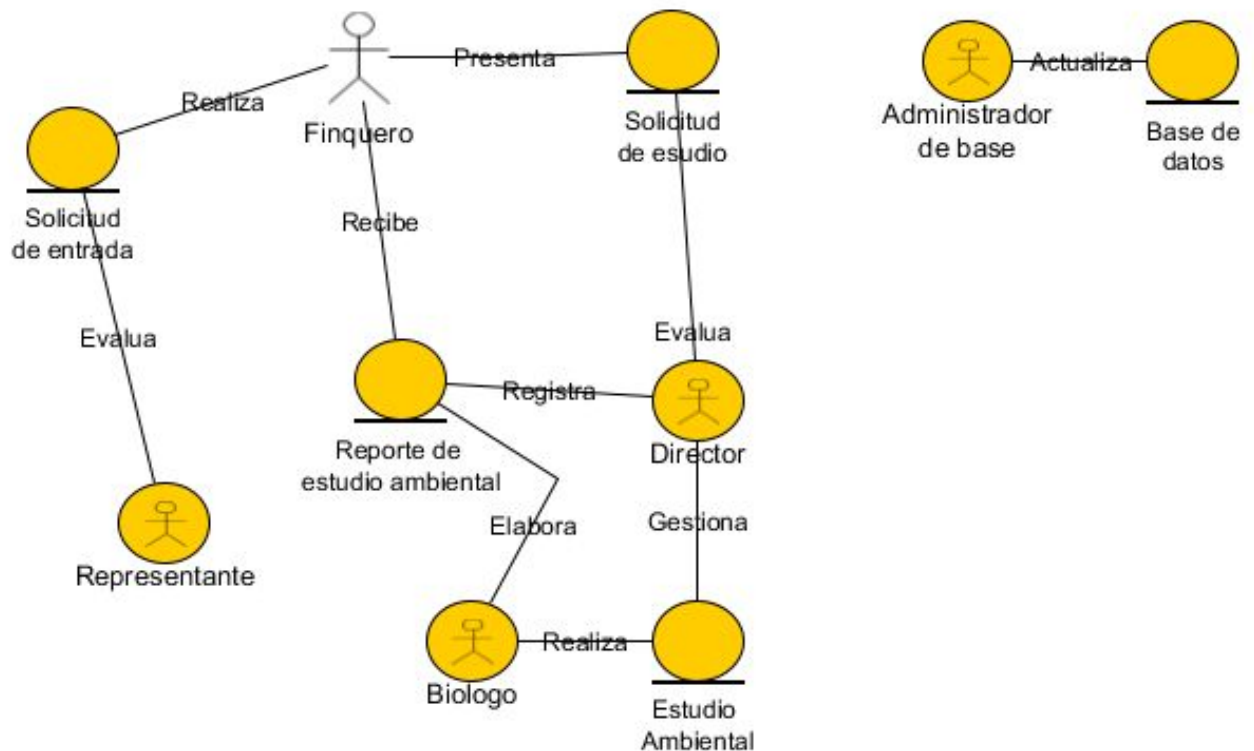 Presenta
Actualiza
Realiza
Finquero
Solicitud
de esudio
Administrador
de base
Base de
datos
Solicitud
de entrada
Recibe
Evalua
Evalua
Registra
Reporte de
estudio ambiental
Director
Elabora
Gestiona
Representante
Realiza
Biologo
Estudio
Ambiental